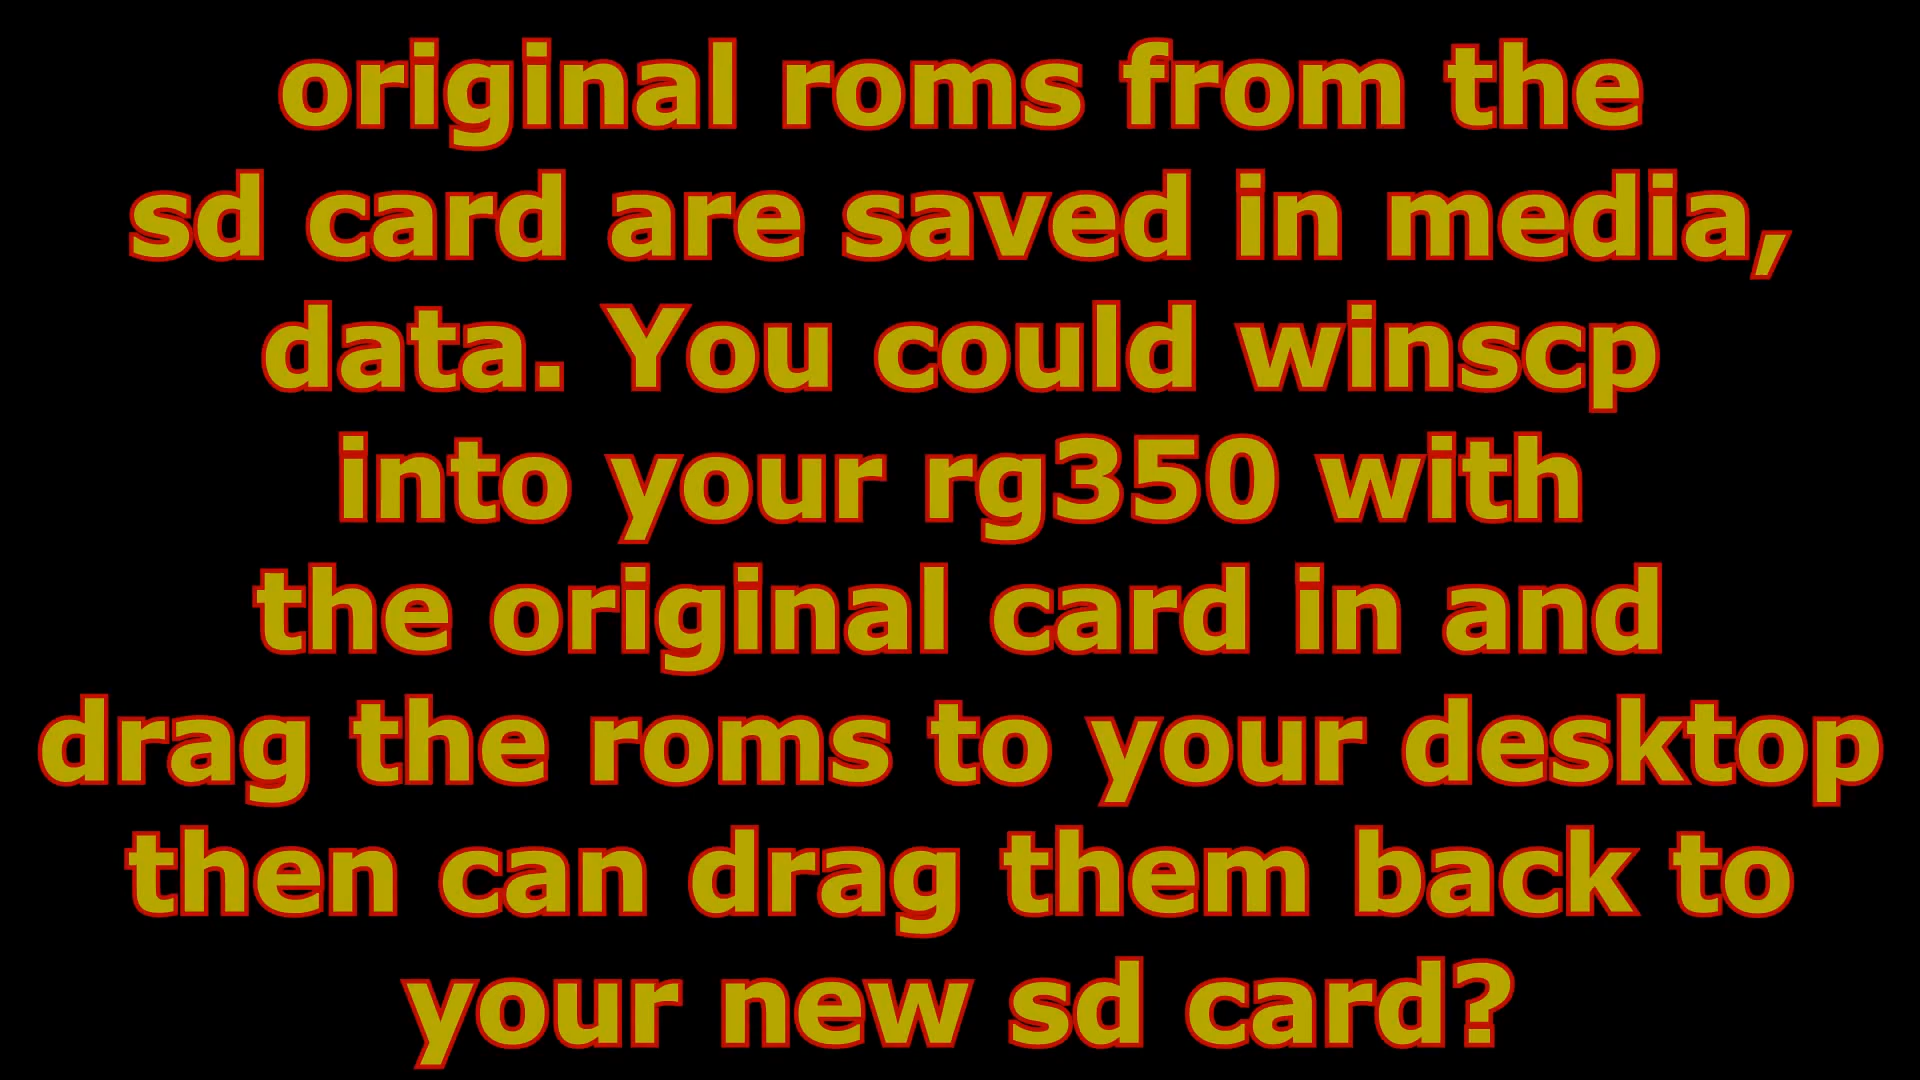 original roms from the
sd card are saved in media,
data. You could winscp
into your rg350 with
the original card in and
drag the roms to your desktop
then can drag them back to
your new sd card?